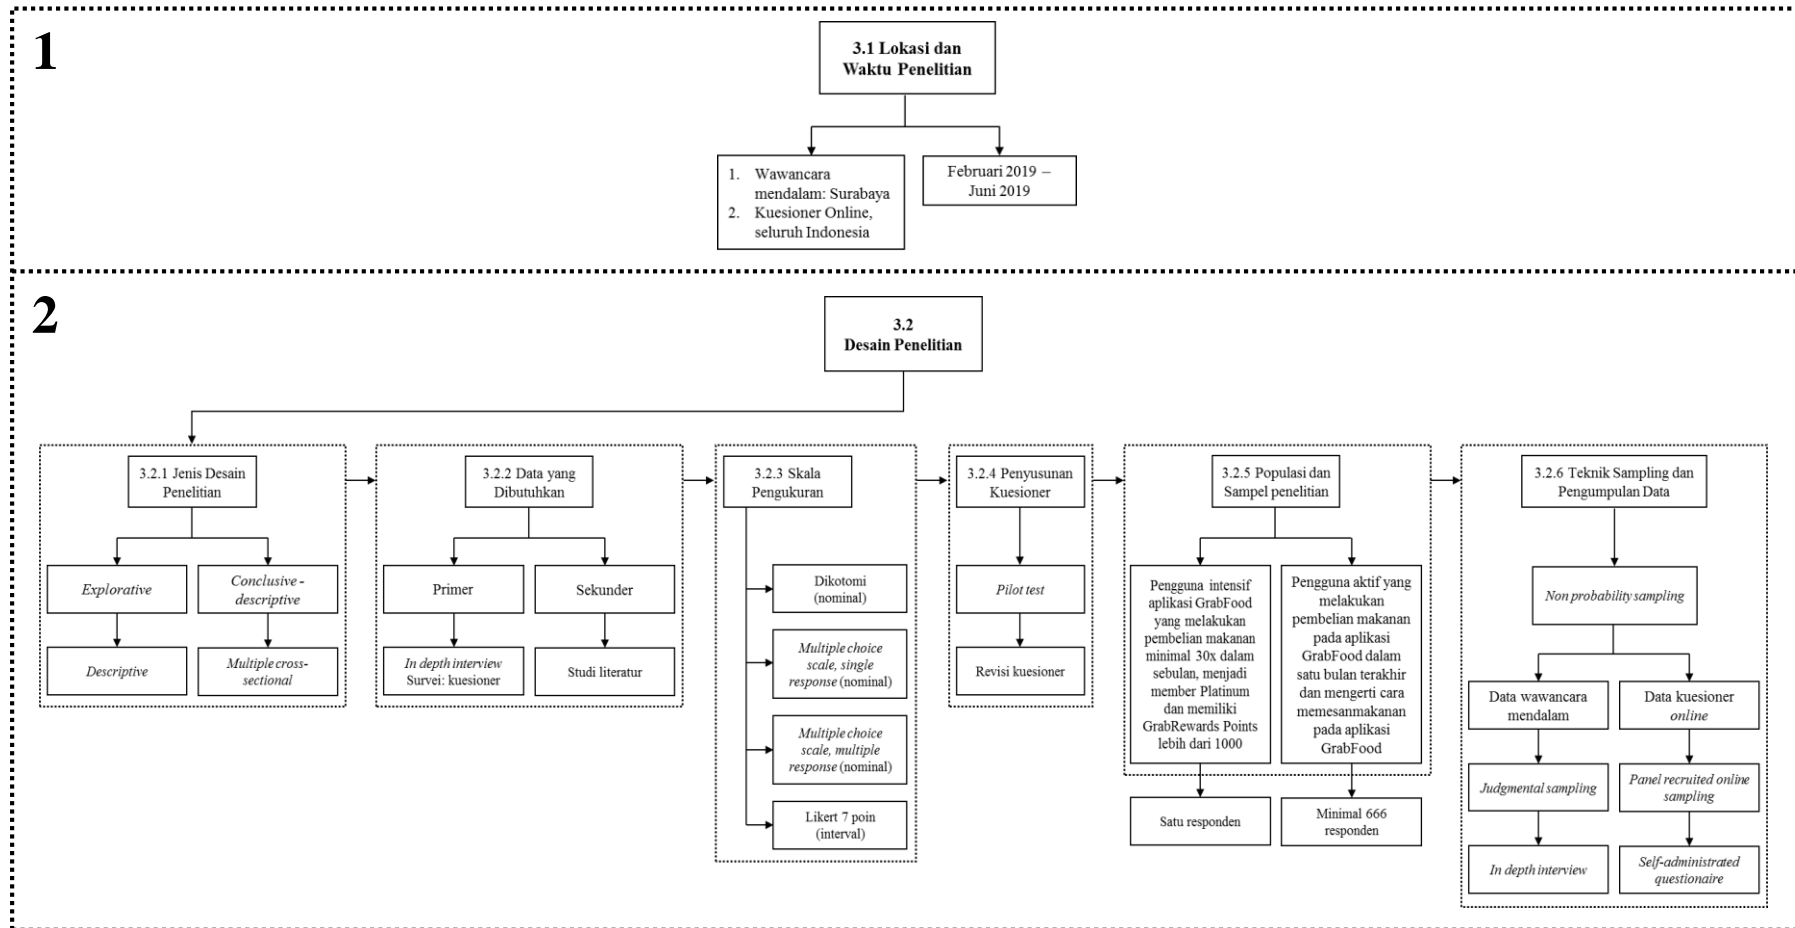 1
3.1 Lokasi dan
Waktu Penelitian
1. Wawancara
mendalam: Surabaya
2. Kuesioner Online,
seluruh Indonesia
Februari 2019 –
Juni 2019
2
3.2
Desain Penelitian
3.2.1 Jenis Desain
Penelitian
Explorative
Descriptive
Conclusive -
descriptive
Multiple cross-
sectional
3.2.2 Data yang
Dibutuhkan
Primer
In depth interview
Survei: kuesioner
Sekunder
Studi literatur
3.2.3 Skala
Pengukuran
Dikotomi
(nominal)
Multiple choice
scale, single
response (nominal)
Multiple choice
scale, multiple
response (nominal)
Likert 7 poin
(interval)
3.2.4 Penyusunan
Kuesioner
Pilot test
Revisi kuesioner
3.2.5 Populasi dan
Sampel penelitian
Pengguna intensif
aplikasi GrabFood
yang melakukan
pembelian makanan
minimal 30x dalam
sebulan, menjadi
member Platinum
dan memiliki
GrabRewards Points
lebih dari 1000
Satu responden
Pengguna aktif yang
melakukan
pembelian makanan
pada aplikasi
GrabFood dalam
satu bulan terakhir
dan mengerti cara
memesanmakanan
pada aplikasi
GrabFood
Minimal 666
responden
3.2.6 Teknik Sampling dan
Pengumpulan Data
Non probability sampling
Data wawancara
mendalam
Judgmental sampling
In depth interview
Data kuesioner
online
Panel recruited online
sampling
Self-administrated
questionaire